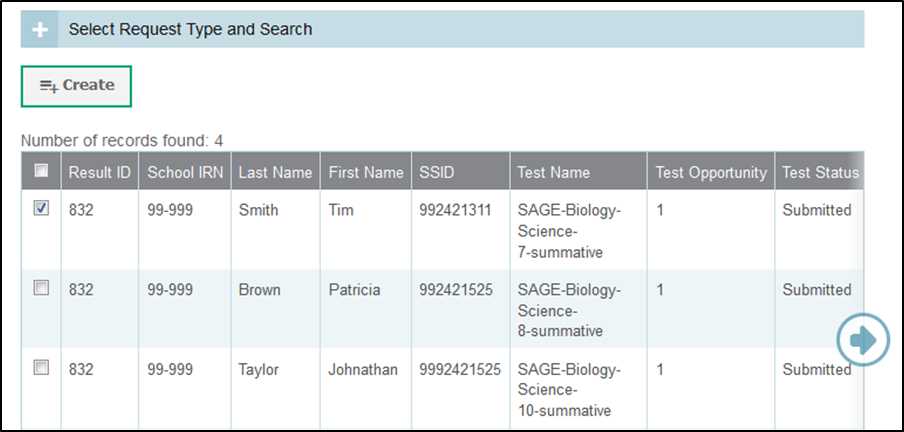 Select Request Type and Search
Create
Number of records found: 4
Result ID School IRN Last Name First Name SSID Test Name Test Opportunity Test Status
832 99-999 Smith Tim 992421311 SAGE-Biology- 1 Submitted
Science-
7-summative
832 99-999 Brown Patricia 992421525 SAGE-Biology- 1 Submitted
Science-
8-summative
832 99-999 Taylor Johnathan 9992421525 SAGE-Biology- 1 Submitted
Science-
10-summative